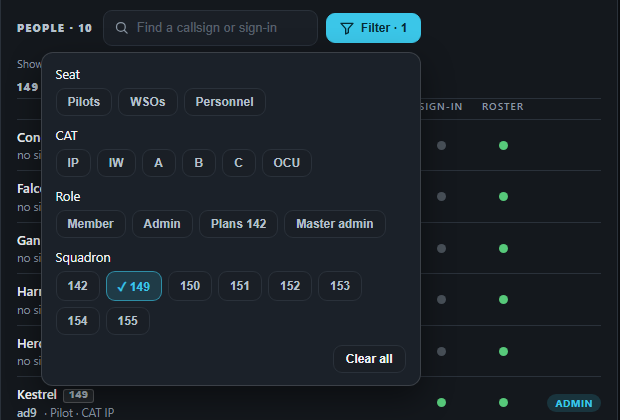 PEOPLE · 10
Find a callsign or sign-in
Filter · 1
Show
149
SIGN-IN
ROSTER
Seat
Pilots
WSOs
Personnel
CAT
IP
IW
A
B
C
OCU
Role
Member
Admin
Plans 142
Master admin
Squadron
142
✓ 149
150
151
152
153
154
155
Clear all
Con
no si
Falc
no si
Gan
no si
Harr
no si
Herc
no si
Kestrel 149
ad9 · Pilot · CAT IP
ADMIN